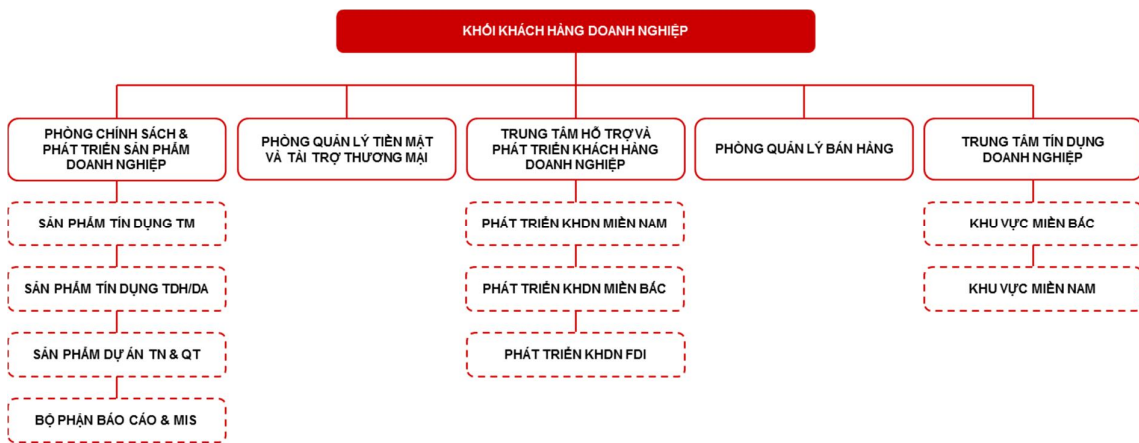 KHỐI KHÁCH HÀNG DOANH NGHIỆP
PHÒNG CHÍNH SÁCH &
PHÁT TRIỂN SẢN PHẨM
DOANH NGHIỆP
PHÒNG QUẢN LÝ TIỀN MẶT
VÀ TÀI TRỢ THƯƠNG MẠI
TRUNG TÂM HỖ TRỢ VÀ
PHÁT TRIỂN KHÁCH HÀNG
DOANH NGHIỆP
PHÒNG QUẢN LÝ BÁN HÀNG
TRUNG TÂM TÍN DỤNG
DOANH NGHIỆP
SẢN PHẨM TÍN DỤNG TM
SẢN PHẨM TÍN DỤNG TDH/DA
SẢN PHẨM DỰ ÁN TN & QT
BỘ PHẬN BÁO CÁO & MIS
PHÁT TRIỂN KHDN MIỀN NAM
PHÁT TRIỂN KHDN MIỀN BẮC
PHÁT TRIỂN KHDN FDI
KHU VỰC MIỀN BẮC
KHU VỰC MIỀN NAM